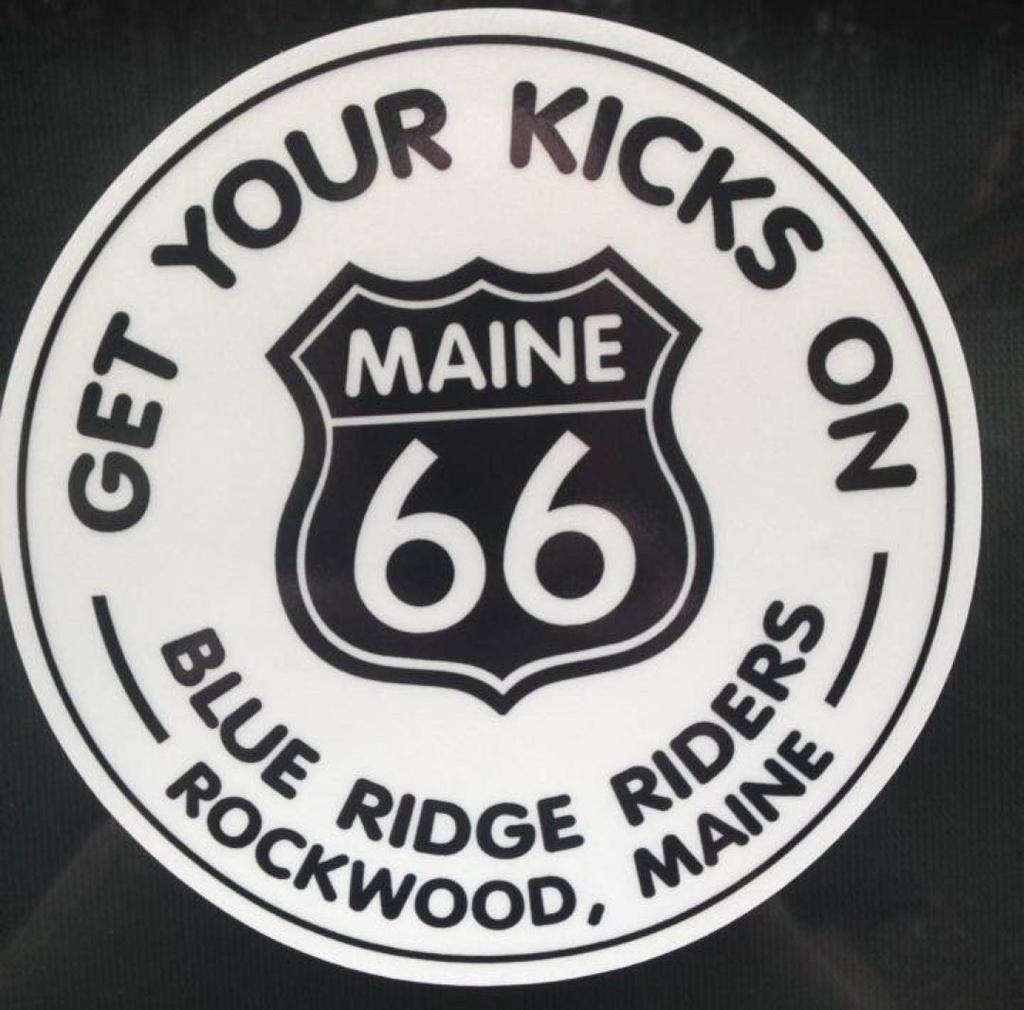 GET YOUR KICKS ON
MAINE
66
BLUE RIDGE RIDERS
ROCKWOOD, MAINE